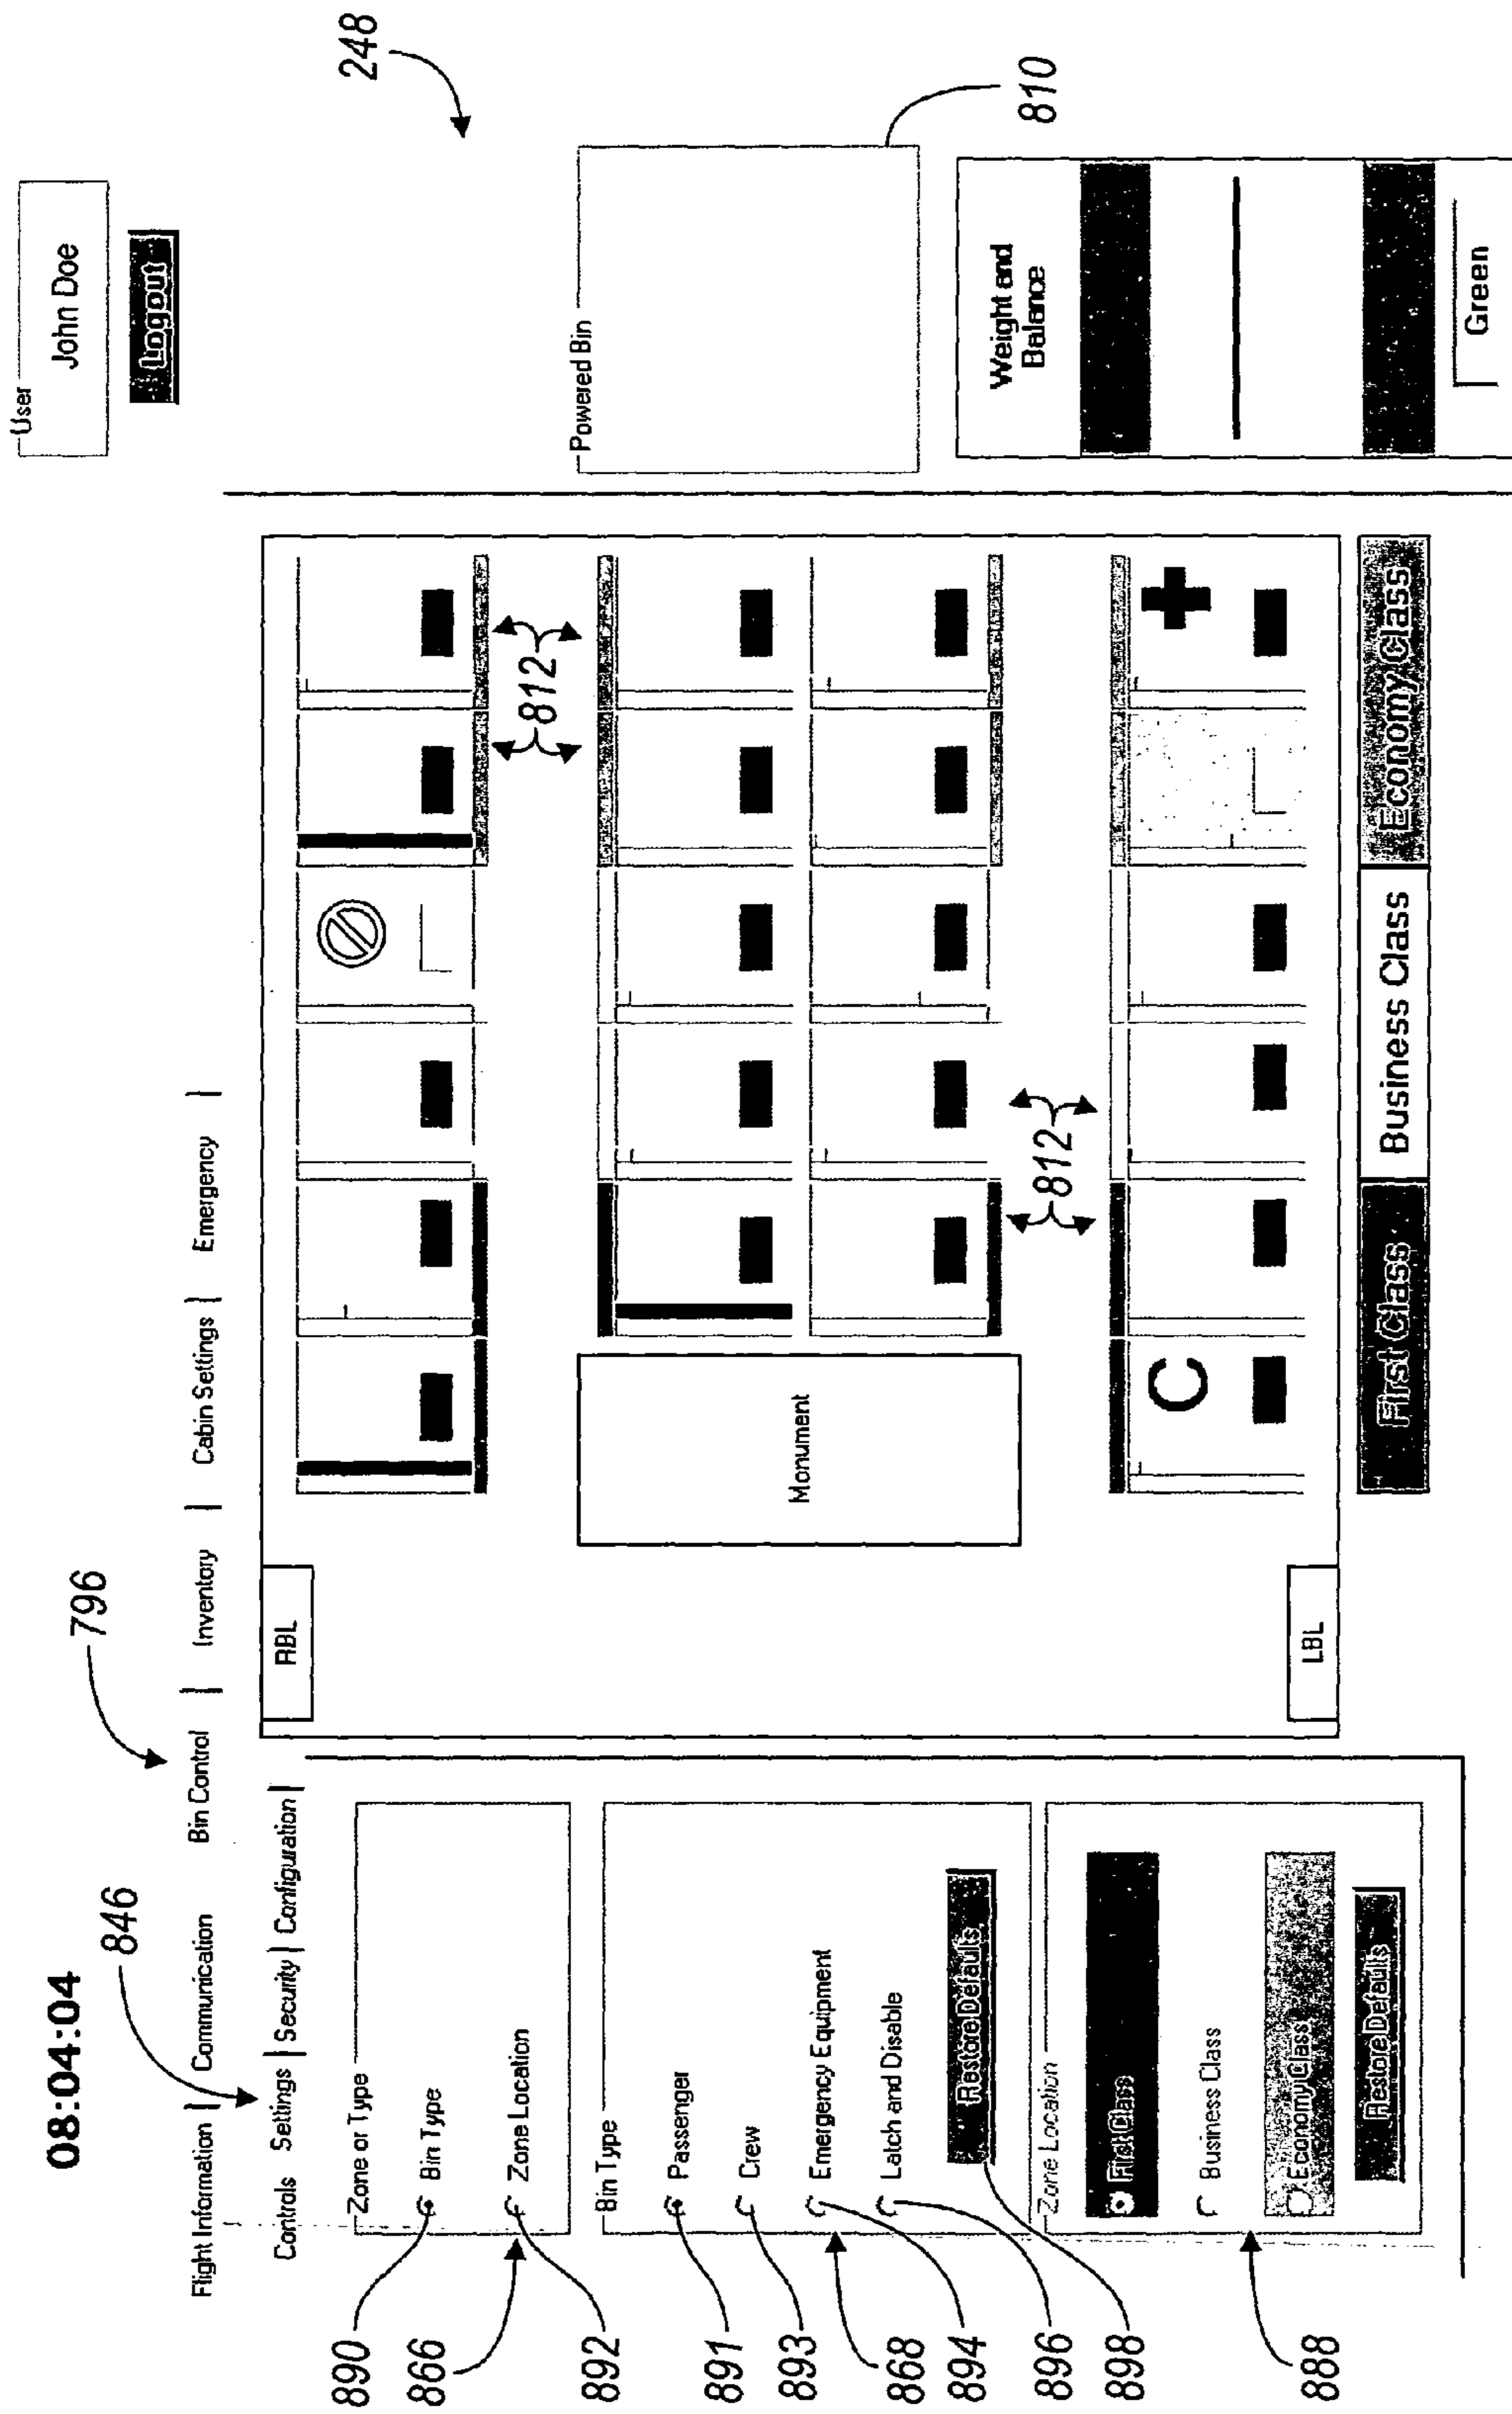 08:04:04
User
John Doe
Logout
796
846
248
Flight Information | Communication Bin Control | Inventory | Cabin Settings | Emergency |
Controls Settings | Security | Configuration |
RBL
890
866
892
Zone or Type
Bin Type
Zone Location
812
Powered Bin
810
891
893
868
894
896
898
Bin Type
Passenger
Crew
Emergency Equipment
Latch and Disable
Restore Defaults
Monument
812
Weight and
Balance
888
Zone Location
First Class
Business Class
Economy Class
Restore Defaults
C
LBL
First Class
Business Class
Economy Class
Green